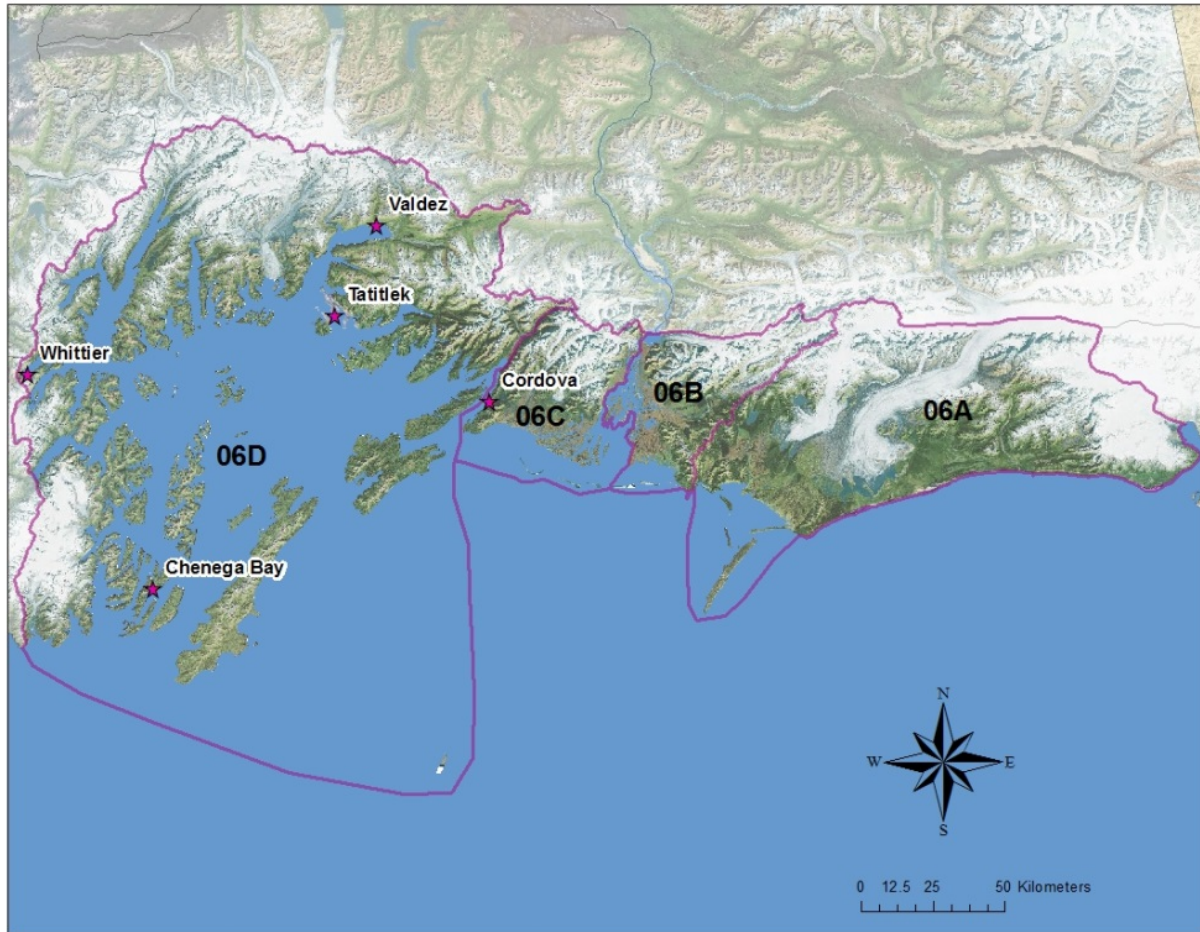 Valdez
Tatitlek
Whittier
Cordova
06C
06B
06A
06D
Chenega Bay
N
W
E
S
0 12.5 25 50 Kilometers